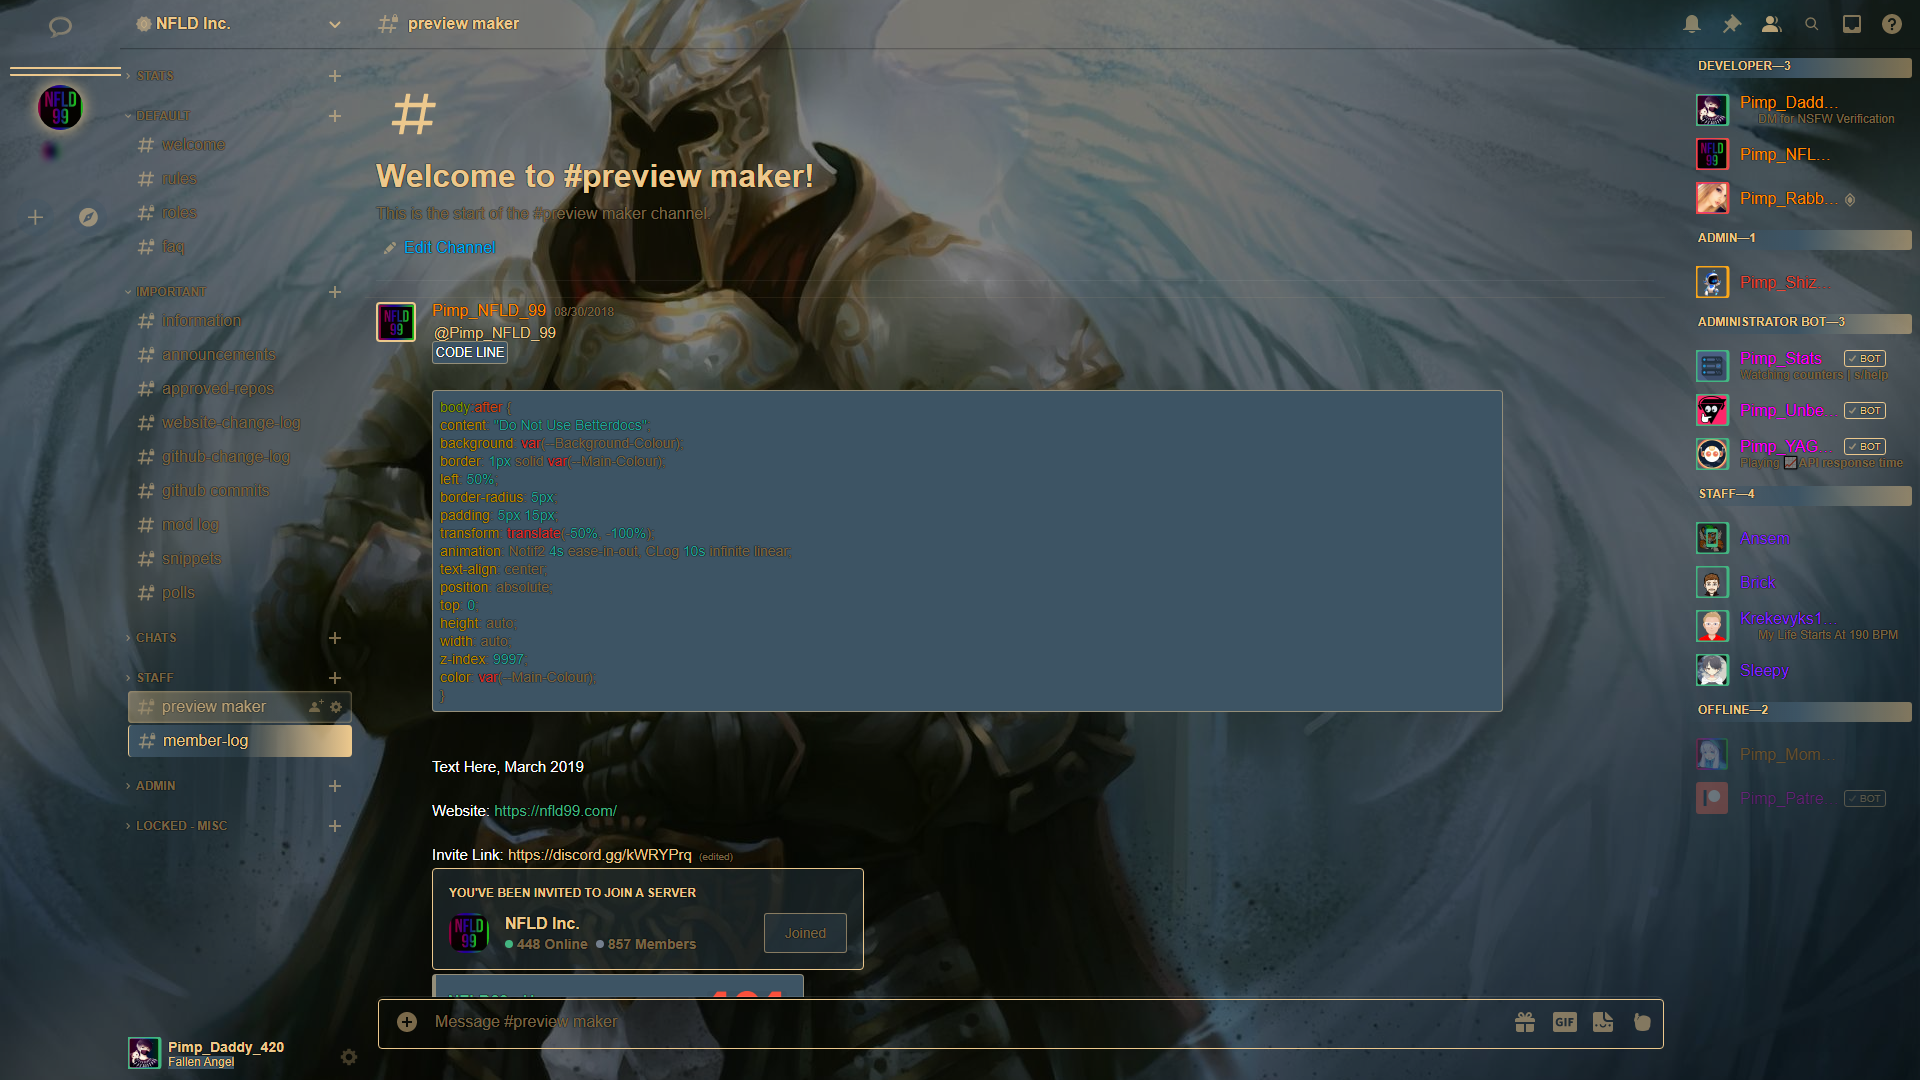 NFLD Inc.
preview maker
NFLD
99
STATS
DEFAULT
welcome
rules
roles
faq
IMPORTANT
information
announcements
approved-repos
website-change-log
github-change-log
github commits
mod log
snippets
polls
CHATS
STAFF
preview maker
member-log
ADMIN
LOCKED - MISC
Pimp_Daddy_420
Fallen Angel
#
Welcome to #preview maker!
This is the start of the #preview maker channel.
Edit Channel
NFLD
99
Pimp_NFLD_99 08/30/2018
@Pimp_NFLD_99
CODE LINE
body:after {
content: "Do Not Use Betterdocs";
background: var(--Background-Colour);
border: 1px solid var(--Main-Colour);
left: 50%;
border-radius: 5px;
padding: 5px 15px;
transform: translate(-50%, -100%);
animation: Notif2 4s ease-in-out, CLog 10s infinite linear;
text-align: center;
position: absolute;
top: 0;
height: auto;
width: auto;
z-index: 9997;
color: var(--Main-Colour);
}
Text Here, March 2019
Website: https://nfld99.com/
Invite Link: https://discord.gg/kWRYPrq (edited)
YOU'VE BEEN INVITED TO JOIN A SERVER
NFLD
99
NFLD Inc.
448 Online 857 Members
Joined
Message #preview maker
GIF
DEVELOPER—3
Pimp_Dadd...
DM for NSFW Verification
NFLD
99
Pimp_NFL...
Pimp_Rabb...
ADMIN—1
Pimp_Shiz...
ADMINISTRATOR BOT—3
Pimp_Stats BOT
Watching counters | s/help
Pimp_Unbe... BOT
Pimp_YAG... BOT
Playing API response time
STAFF—4
Ansem
Brick
Krekevyks1...
My Life Starts At 190 BPM
Sleepy
OFFLINE—2
Pimp_Mom...
Pimp_Patre... BOT